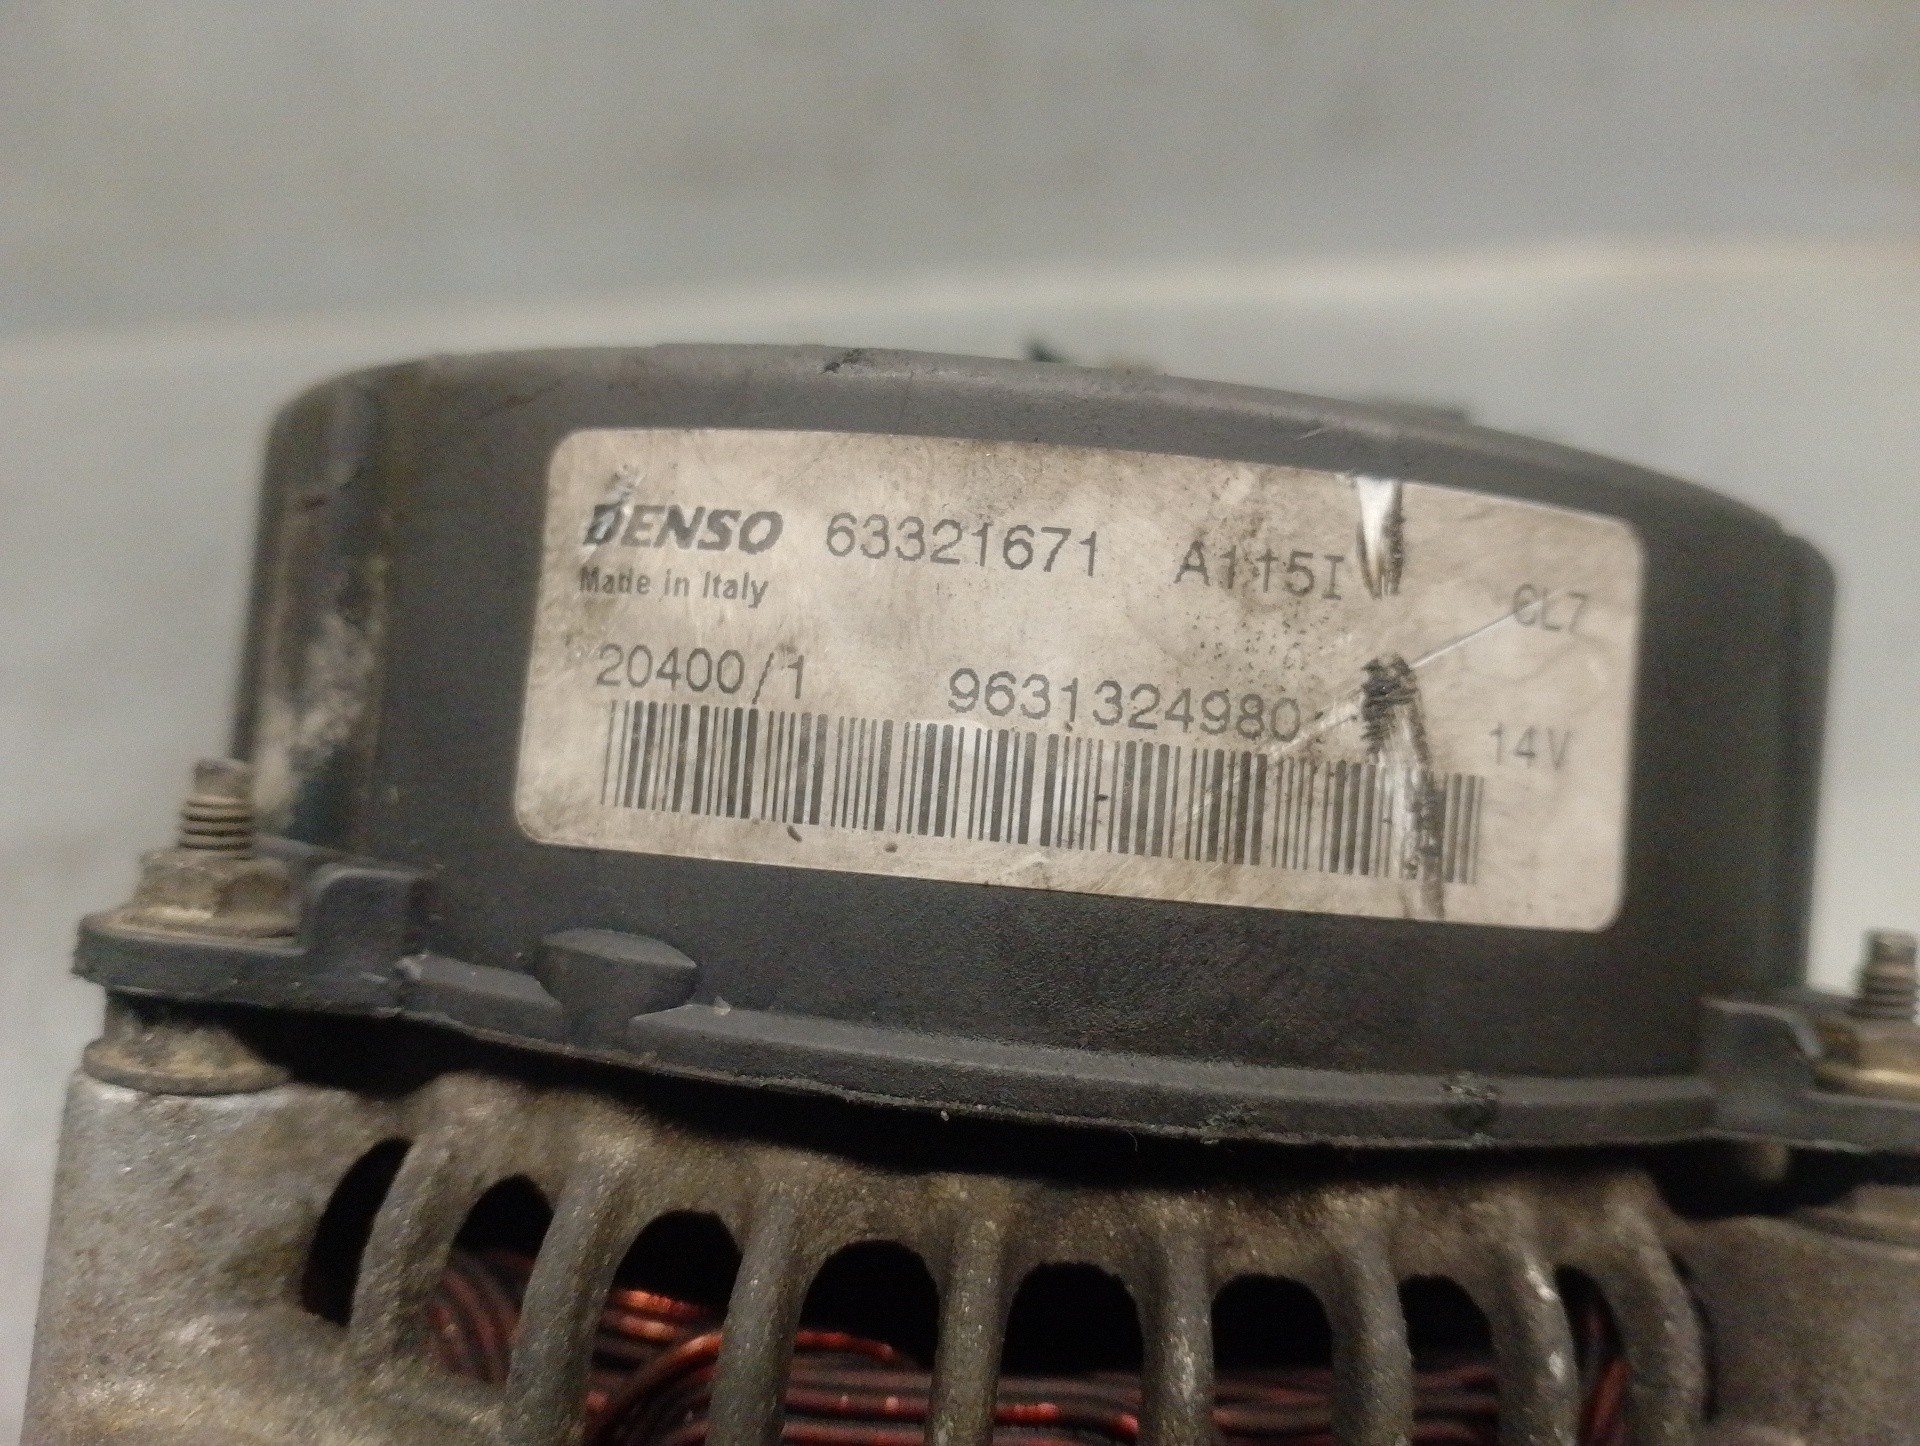 DENSO 63321671 A115I
Made in Italy CL7
20400/1 9631324980
14V